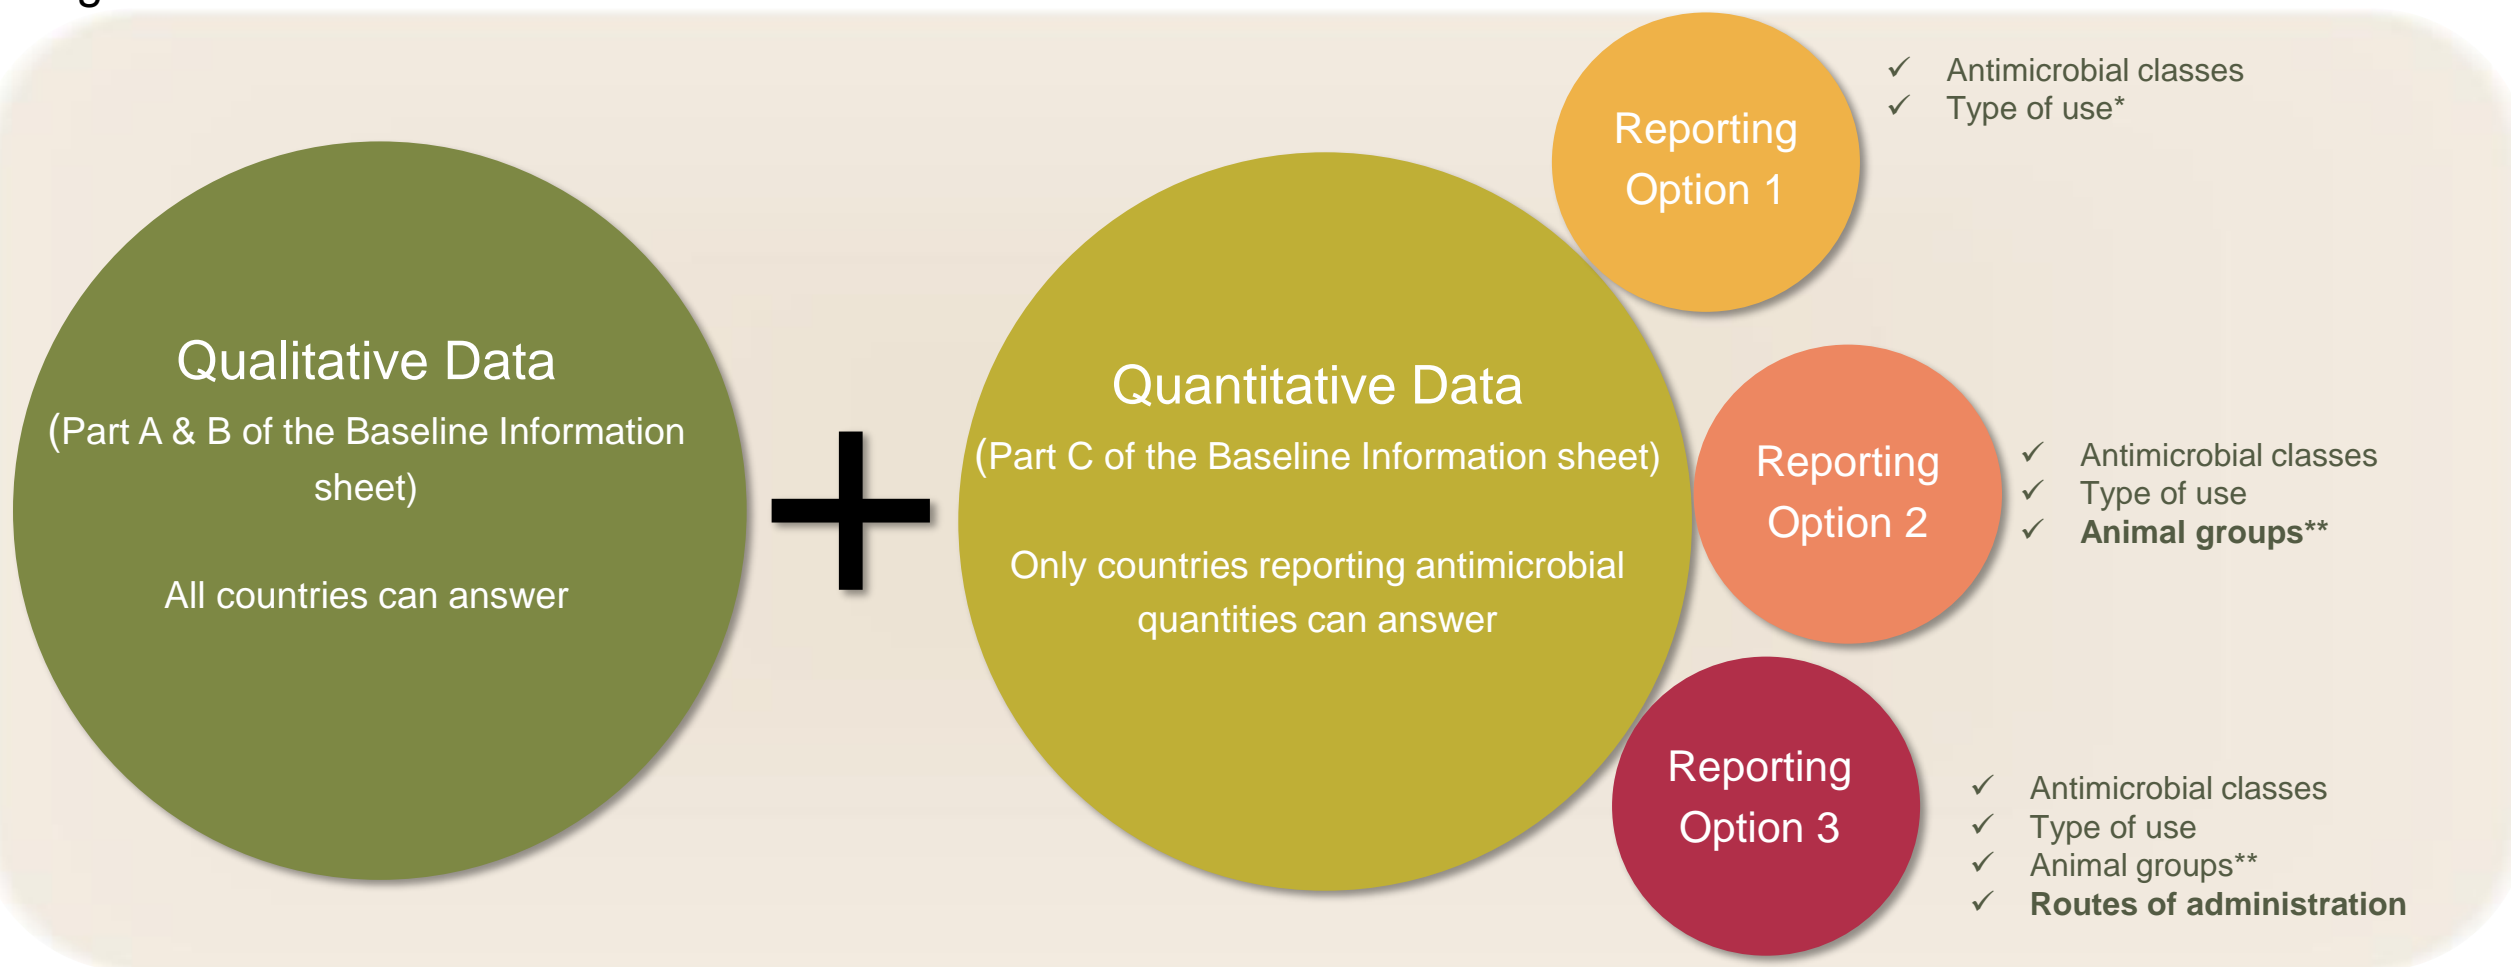 Qualitative Data
(Part A & B of the Baseline Information
sheet)
All countries can answer
Quantitative Data
(Part C of the Baseline Information sheet)
Only countries reporting antimicrobial
quantities can answer
Reporting
Option 1
✓ Antimicrobial classes
✓ Type of use*
Reporting
Option 2
✓ Antimicrobial classes
✓ Type of use
✓ Animal groups**
Reporting
Option 3
✓ Antimicrobial classes
✓ Type of use
✓ Animal groups**
✓ Routes of administration